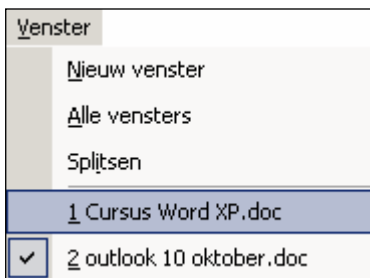 Venster
Nieuw venster
Alle vensters
Splitsen
1 Cursus Word XP.doc
2 outlook 10 oktober.doc